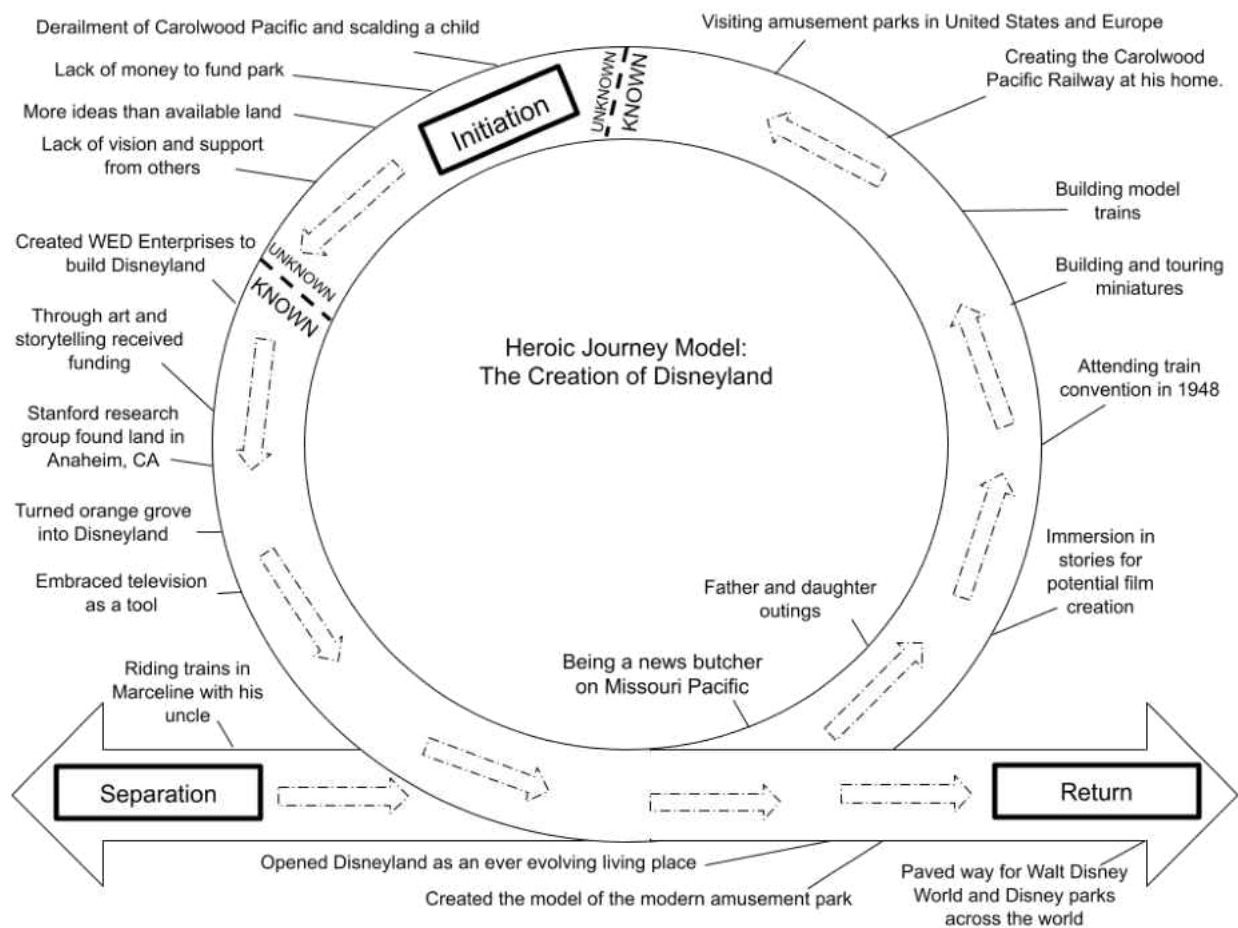 Derailment of Carolwood Pacific and scalding a child
Visiting amusement parks in United States and Europe
Lack of money to fund park
Creating the Carolwood
Pacific Railway at his home.
More ideas than available land
Lack of vision and support
from others
Initiation
UNKNOWN
KNOWN
Building model
trains
Created WED Enterprises to
build Disneyland
UNKNOWN
KNOWN
Building and touring
miniatures
Through art and
storytelling received
funding
Heroic Journey Model:
The Creation of Disneyland
Attending train
convention in 1948
Stanford research
group found land in
Anaheim, CA
Turned orange grove
into Disneyland
Immersion in
stories for
potential film
creation
Embraced television
as a tool
Father and daughter
outings
Being a news butcher
on Missouri Pacific
Riding trains in
Marceline with his
uncle
Separation
Return
Opened Disneyland as an ever evolving living place
Created the model of the modern amusement park
Paved way for Walt Disney
World and Disney parks
across the world